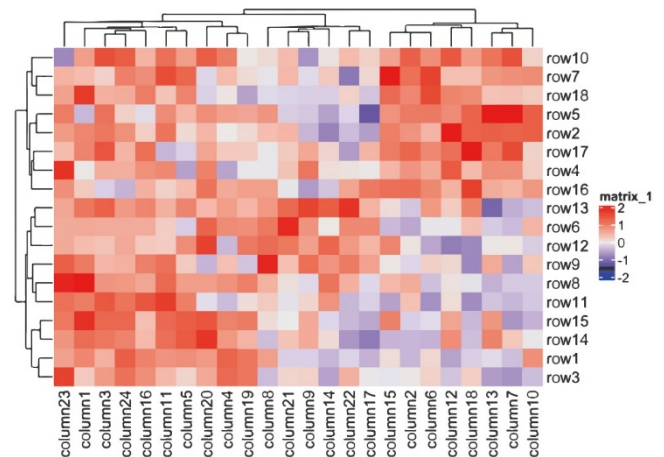 row10
row7
row18
row5
row2
row17
row4
row16
row13
row6
row12
row9
row8
row11
row15
row14
row1
row3
matrix_1
2
1
0
-1
-2
column23
column1
column3
column24
column16
column11
column5
column20
column4
column19
column8
column21
column9
column14
column22
column17
column15
column2
column6
column12
column18
column13
column7
column10